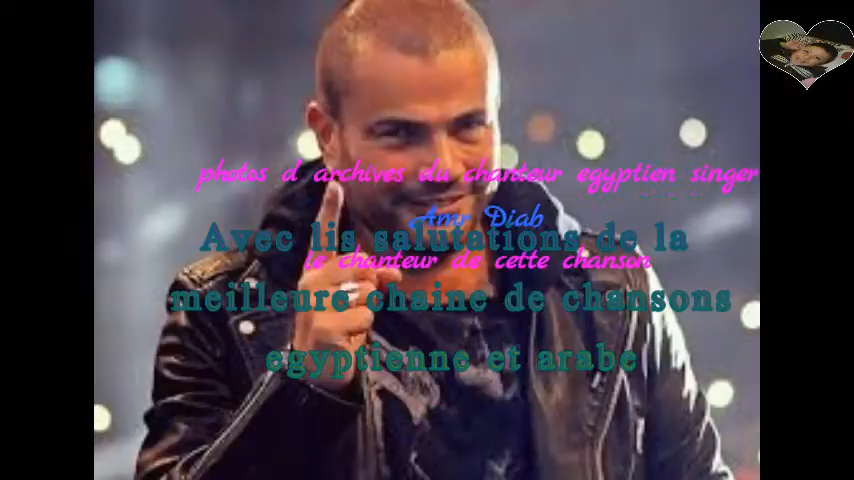 photos d archives du chanteur egyptien singer
Amr Diab
Avec lis salutations de la
le chanteur de cette chanson
meilleure chaine de chansons
egyptienne et arabe